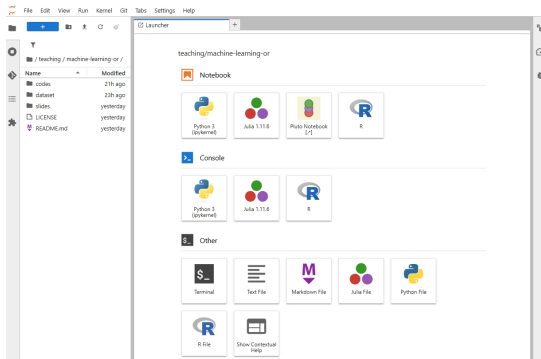 File Edit View Run Kernel Git Tabs Settings Help
Launcher
/ teaching / machine-learning-or /
Name Modified
codes 21h ago
dataset 23h ago
slides yesterday
LICENSE yesterday
README.md yesterday
teaching/machine-learning-or
Notebook
Python 3
(ipykernel)
Julia 1.11.6
Pluto Notebook
[↗]
R
Console
Python 3
(ipykernel)
Julia 1.11.6
R
$_ Other
Terminal
Text File
Markdown File
Julia File
Python File
R File
Show Contextual
Help